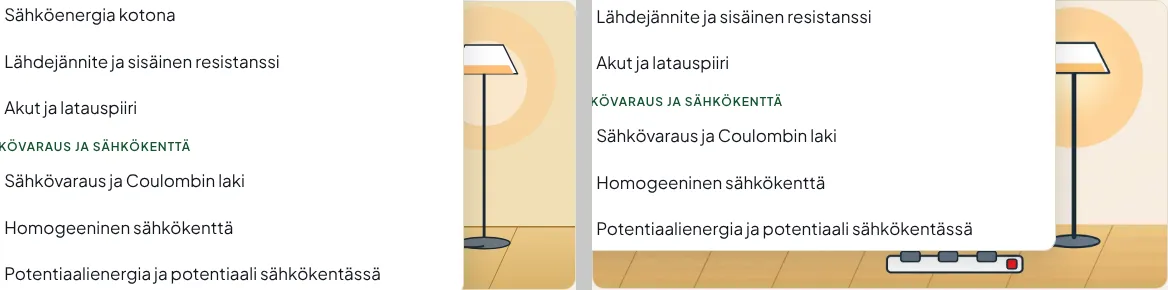 Sähköenergia kotona
Lähdejännite ja sisäinen resistanssi
Akut ja latauspiiri
KÖVARAUS JA SÄHKÖKENTTÄ
Sähkövaraus ja Coulombin laki
Homogeeninen sähkökenttä
Potentiaalienergia ja potentiaali sähkökentässä
Lähdejännite ja sisäinen resistanssi
Akut ja latauspiiri
KÖVARAUS JA SÄHKÖKENTTÄ
Sähkövaraus ja Coulombin laki
Homogeeninen sähkökenttä
Potentiaalienergia ja potentiaali sähkökentässä